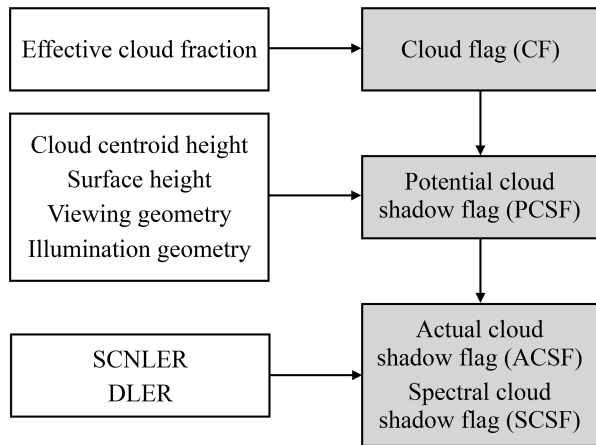 Effective cloud fraction
Cloud flag (CF)
Cloud centroid height
Surface height
Viewing geometry
Illumination geometry
Potential cloud
shadow flag (PCSF)
SCNLER
DLER
Actual cloud
shadow flag (ACSF)
Spectral cloud
shadow flag (SCSF)